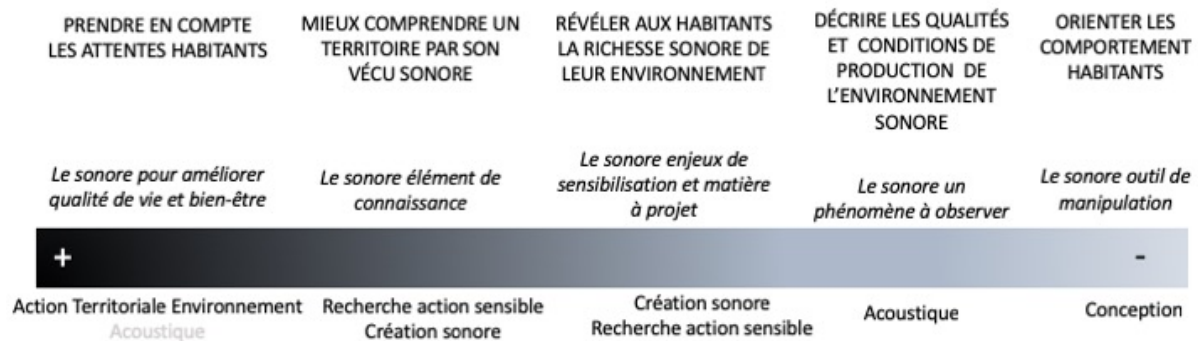 PRENDRE EN COMPTE
LES ATTENTES HABITANTS
MIEUX COMPRENDRE UN
TERRITOIRE PAR SON
VÉCU SONORE
RÉVÉLER AUX HABITANTS
LA RICHESSE SONORE DE
LEUR ENVIRONNEMENT
DÉCRIRE LES QUALITÉS
ET CONDITIONS DE
PRODUCTION DE
L’ENVIRONNEMENT
SONORE
ORIENTER LES
COMPORTEMENT
HABITANTS
Le sonore pour améliorer
qualité de vie et bien-être
Le sonore élément de
connaissance
Le sonore enjeux de
sensibilisation et matière
à projet
Le sonore un
phénomène à observer
Le sonore outil de
manipulation
+
-
Action Territoriale Environnement
Acoustique
Recherche action sensible
Création sonore
Création sonore
Recherche action sensible
Acoustique
Conception